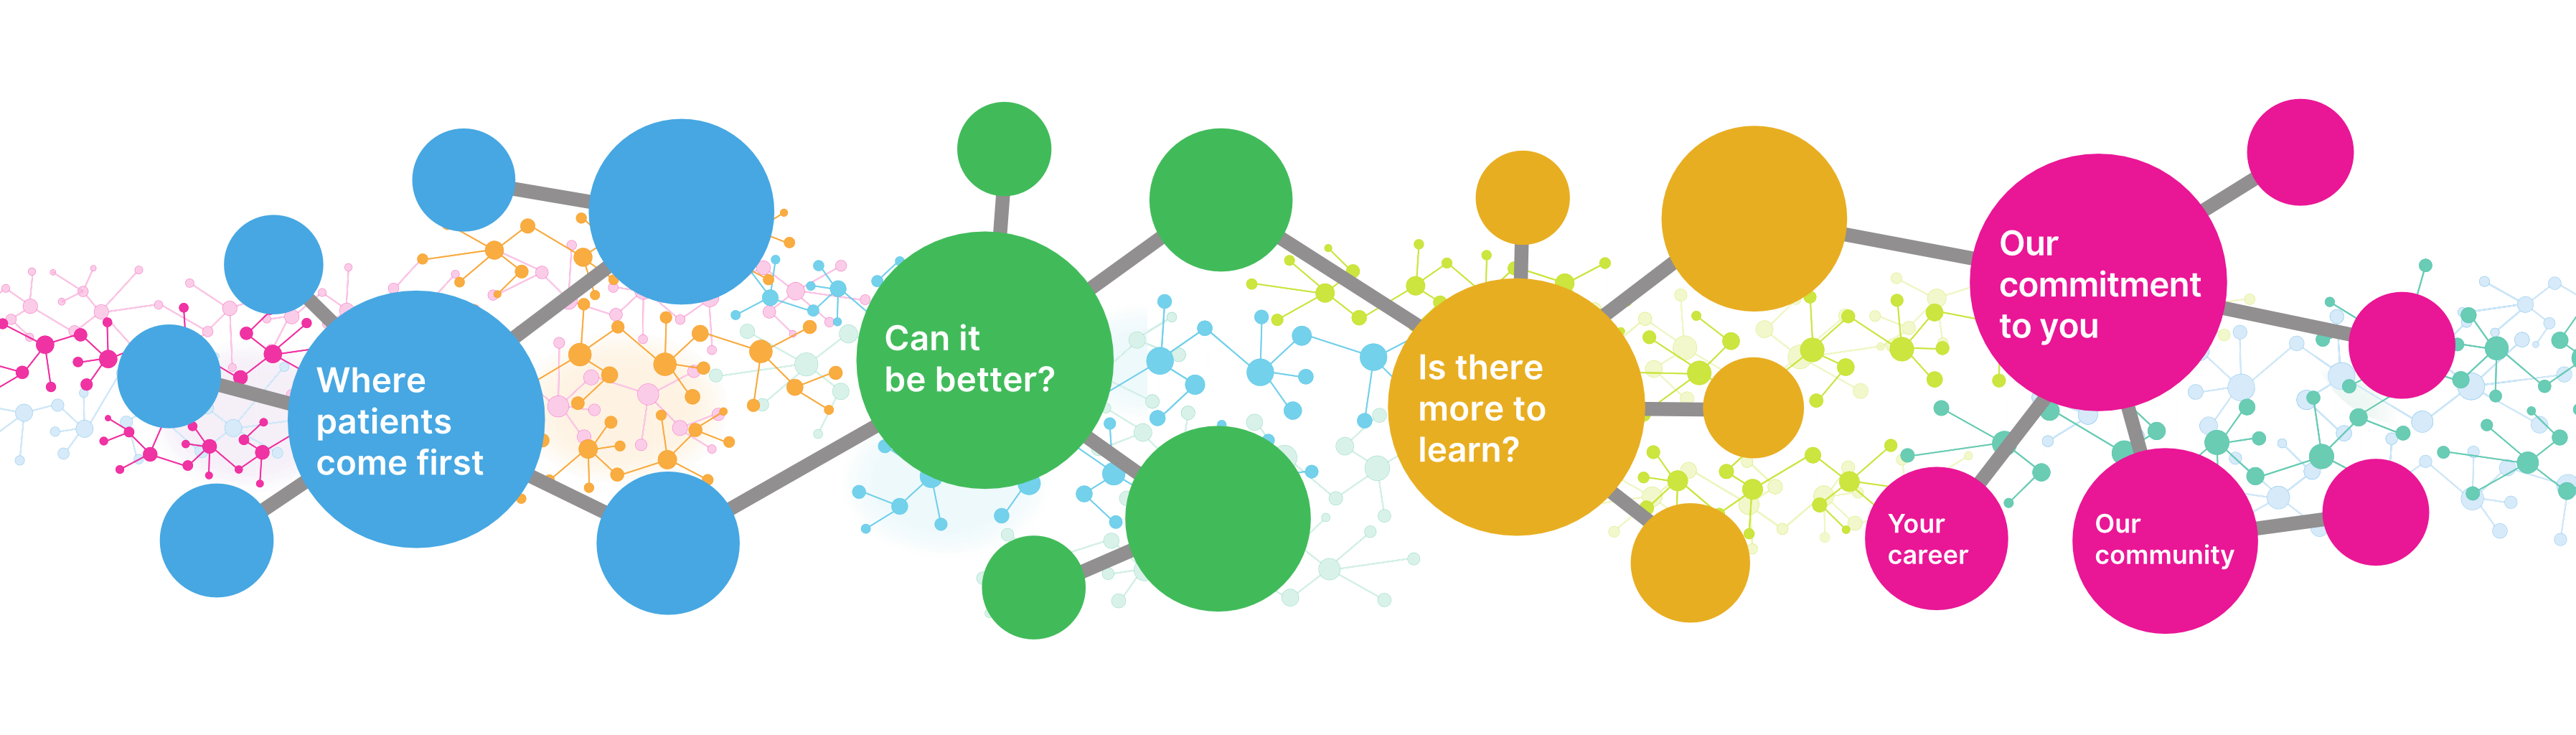 Where
patients
come first
Can it
be better?
Is there
more to
learn?
Our
commitment
to you
Your
career
Our
community